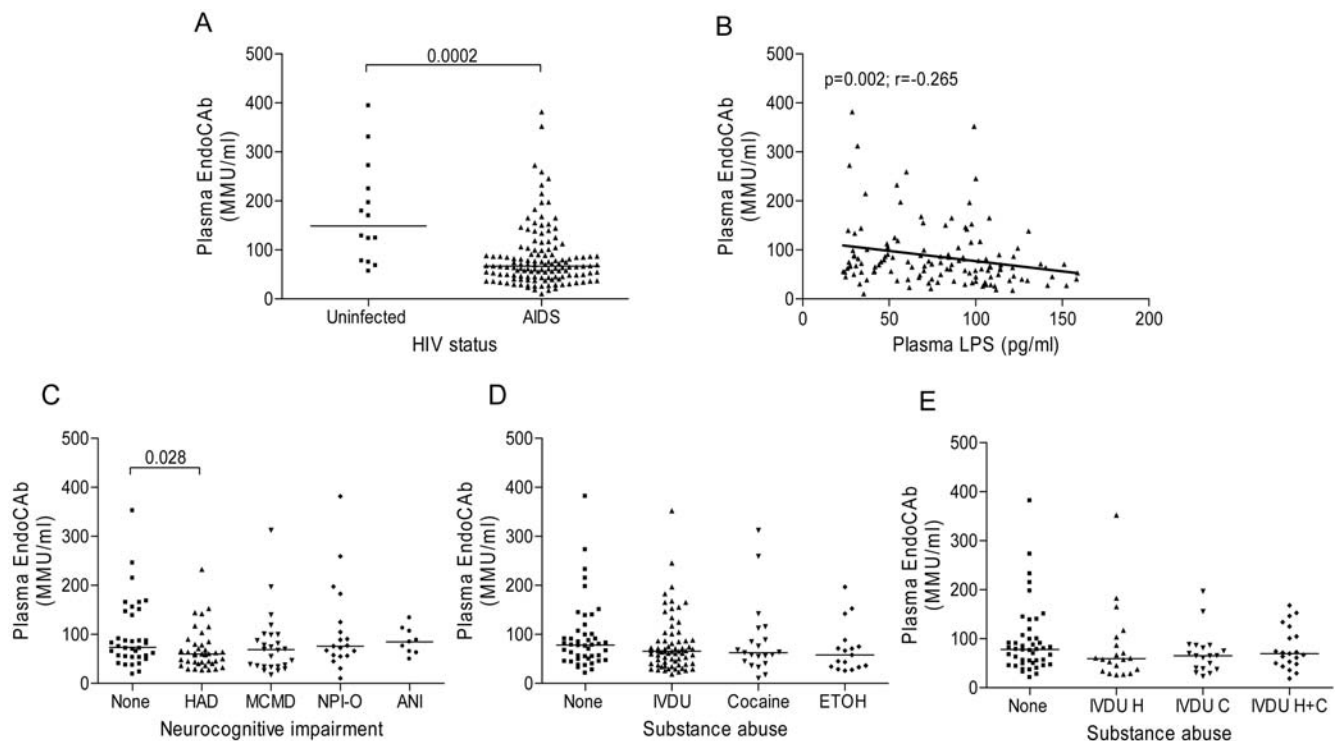 A
Plasma EndoCAb
(MMU/ml)
500
400
300
200
100
0
0.0002
Uninfected
AIDS
HIV status
B
Plasma EndoCAb
(MMU/ml)
500
400
300
200
100
0
p=0.002; r=-0.265
0
50
100
150
200
Plasma LPS (pg/ml)
C
Plasma EndoCAb
(MMU/ml)
500
400
300
200
100
0
0.028
None
HAD
MCMD
NPI-O
ANI
Neurocognitive impairment
D
Plasma EndoCAb
(MMU/ml)
500
400
300
200
100
0
None
IVDU
Cocaine
ETOH
Substance abuse
E
Plasma EndoCAb
(MMU/ml)
500
400
300
200
100
0
None
IVDU H
IVDU C
IVDU H+C
Substance abuse